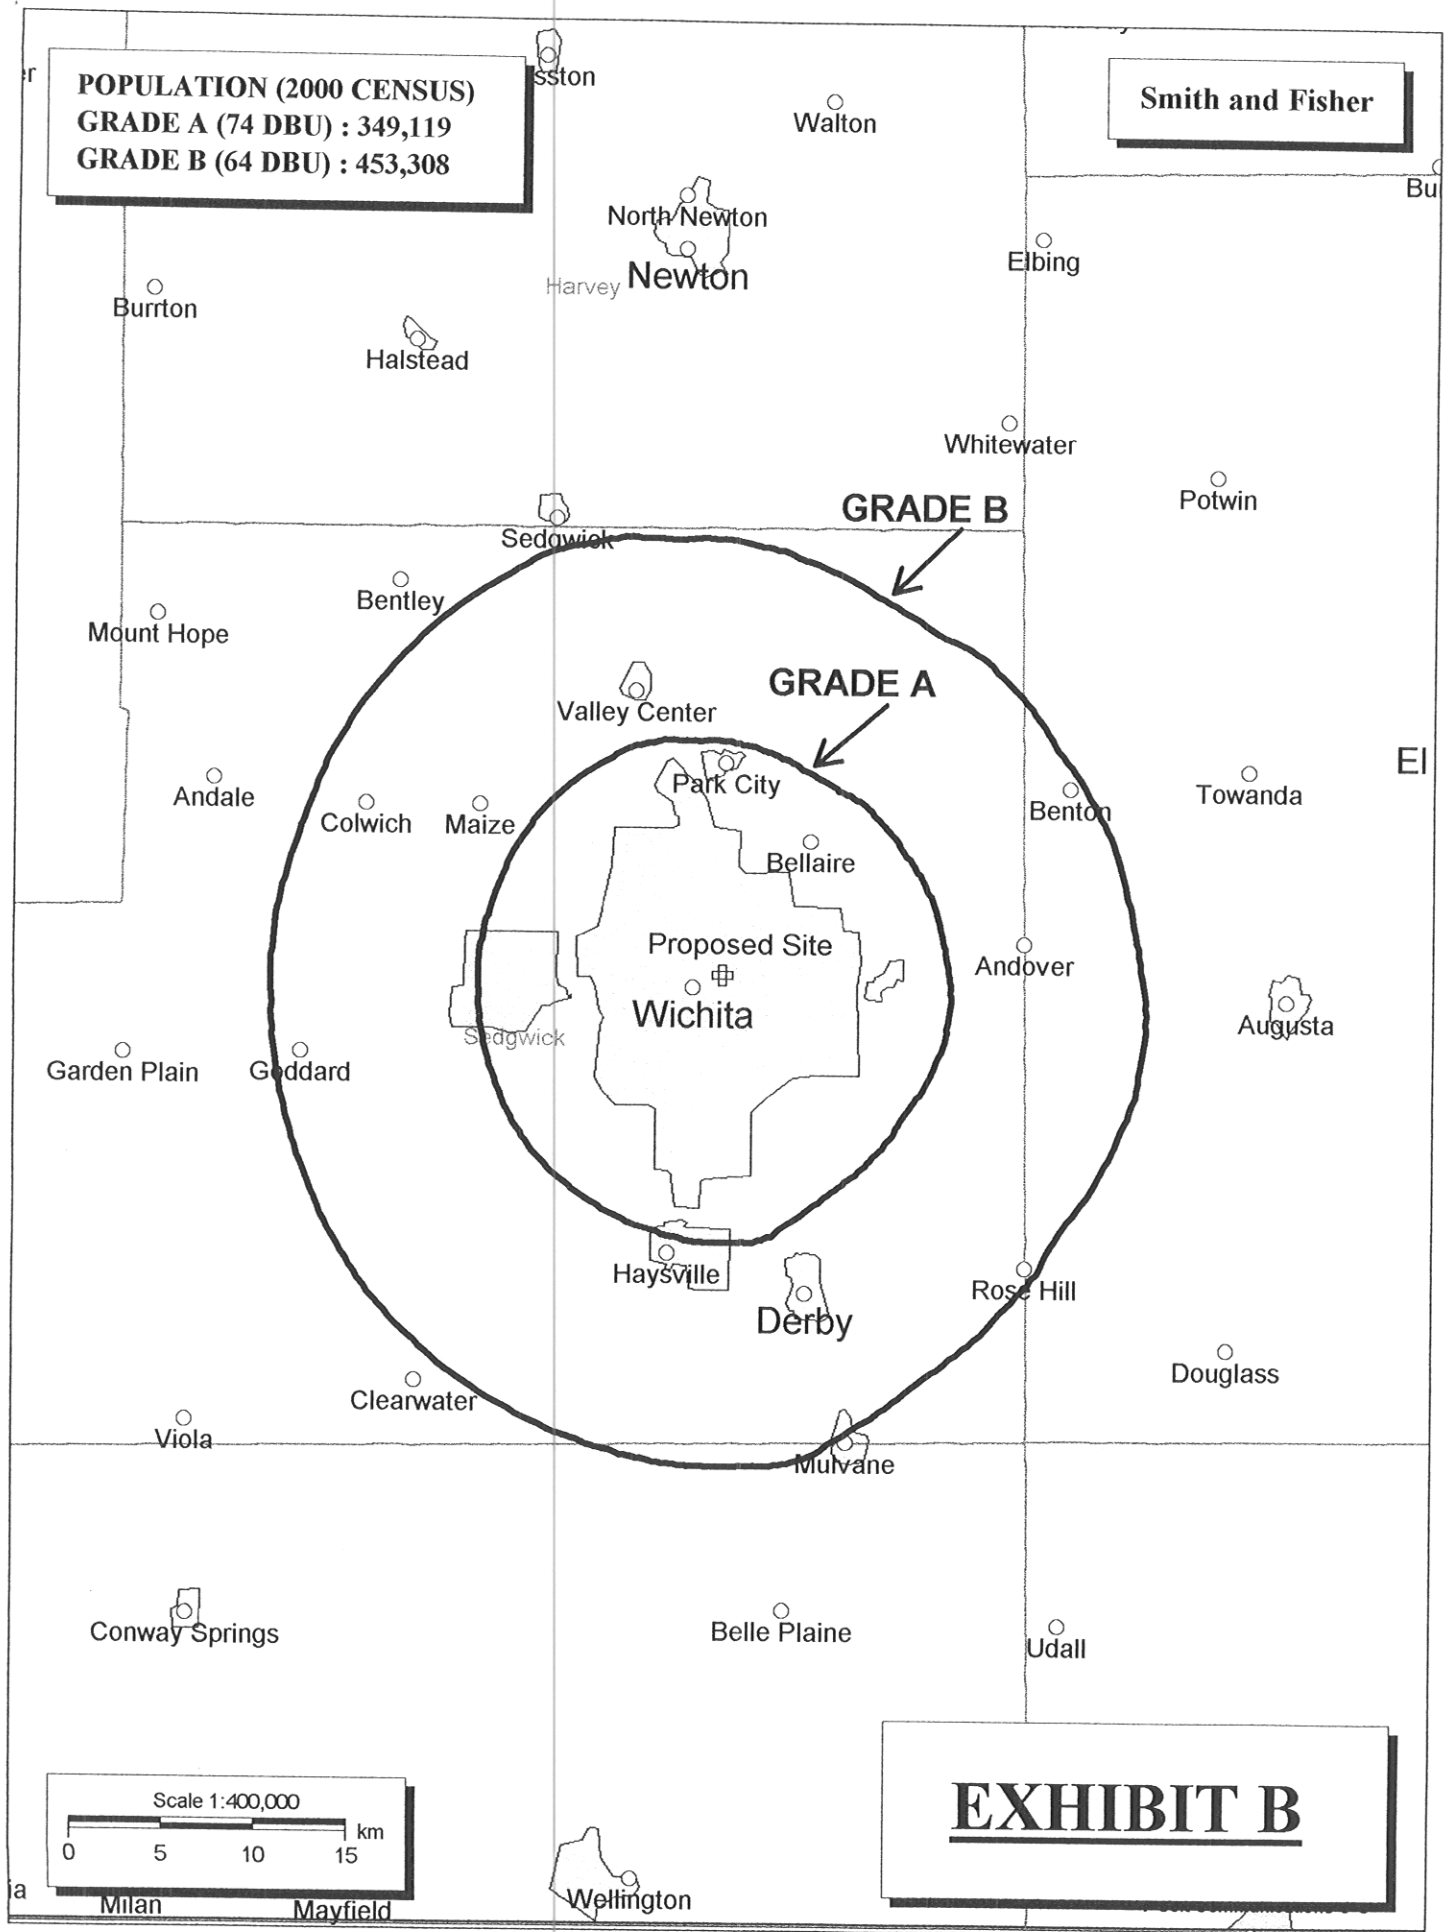 POPULATION (2000 CENSUS)
GRADE A (74 DBU) : 349,119
GRADE B (64 DBU) : 453,308
Smith and Fisher
sston
Walton
Bu
North Newton
Newton
Harvey
Elbing
Burrton
Halstead
Whitewater
Potwin
GRADE B
Sedgwick
Bentley
Mount Hope
GRADE A
Valley Center
El
Park City
Andale
Colwich
Maize
Benton
Towanda
Bellaire
Proposed Site
Andover
Wichita
Augusta
Sedgwick
Garden Plain
Goddard
Haysville
Rose Hill
Derby
Douglass
Clearwater
Viola
Mulvane
Conway Springs
Belle Plaine
Udall
Scale 1:400,000
km
0 5 10 15
EXHIBIT B
ia
Milan
Mayfield
Wellington